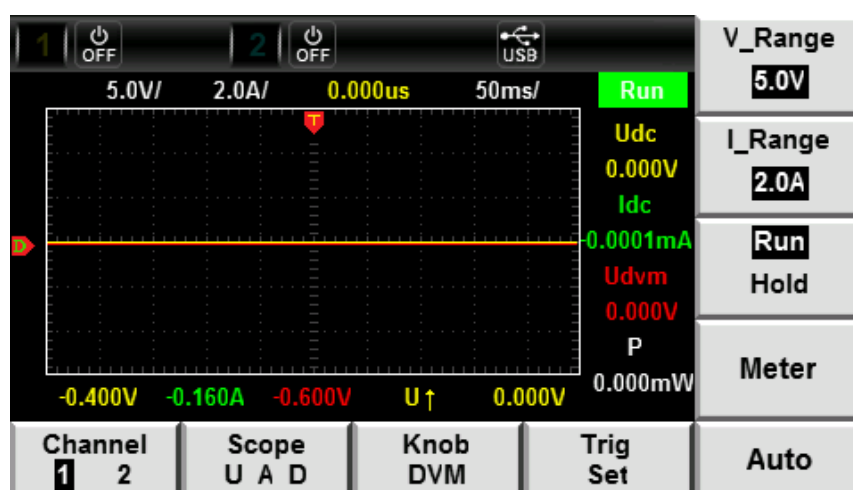 1 OFF 2 OFF USB
5.0V/ 2.0A/ 0.000us 50ms/ Run
T
D
Udc
0.000V
Idc
-0.0001mA
Udvm
0.000V
P
0.000mW
-0.400V -0.160A -0.600V U↑ 0.000V
V_Range
5.0V
I_Range
2.0A
Run
Hold
Meter
Auto
Channel
1 2
Scope
U A D
Knob
DVM
Trig
Set